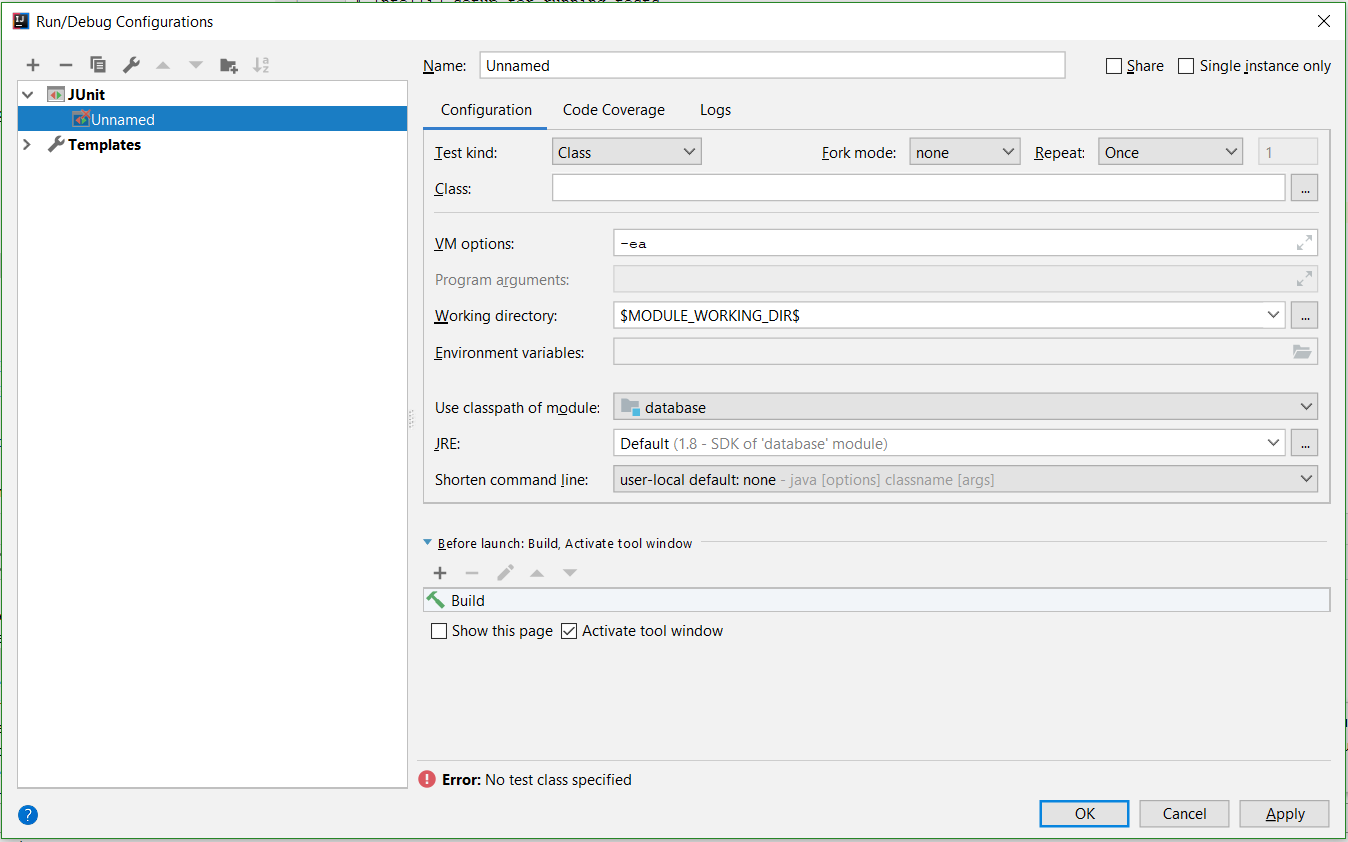 Run/Debug Configurations
Name: Unnamed Share Single instance only
JUnit
Unnamed
Templates
Configuration Code Coverage Logs
Test kind: Class Fork mode: none Repeat: Once 1
Class: ...
VM options: -ea
Program arguments:
Working directory: $MODULE_WORKING_DIR$ ...
Environment variables:
Use classpath of module: database
JRE: Default (1.8 - SDK of 'database' module) ...
Shorten command line: user-local default: none - java [options] classname [args]
Before launch: Build, Activate tool window
Build
Show this page Activate tool window
Error: No test class specified
? OK Cancel Apply